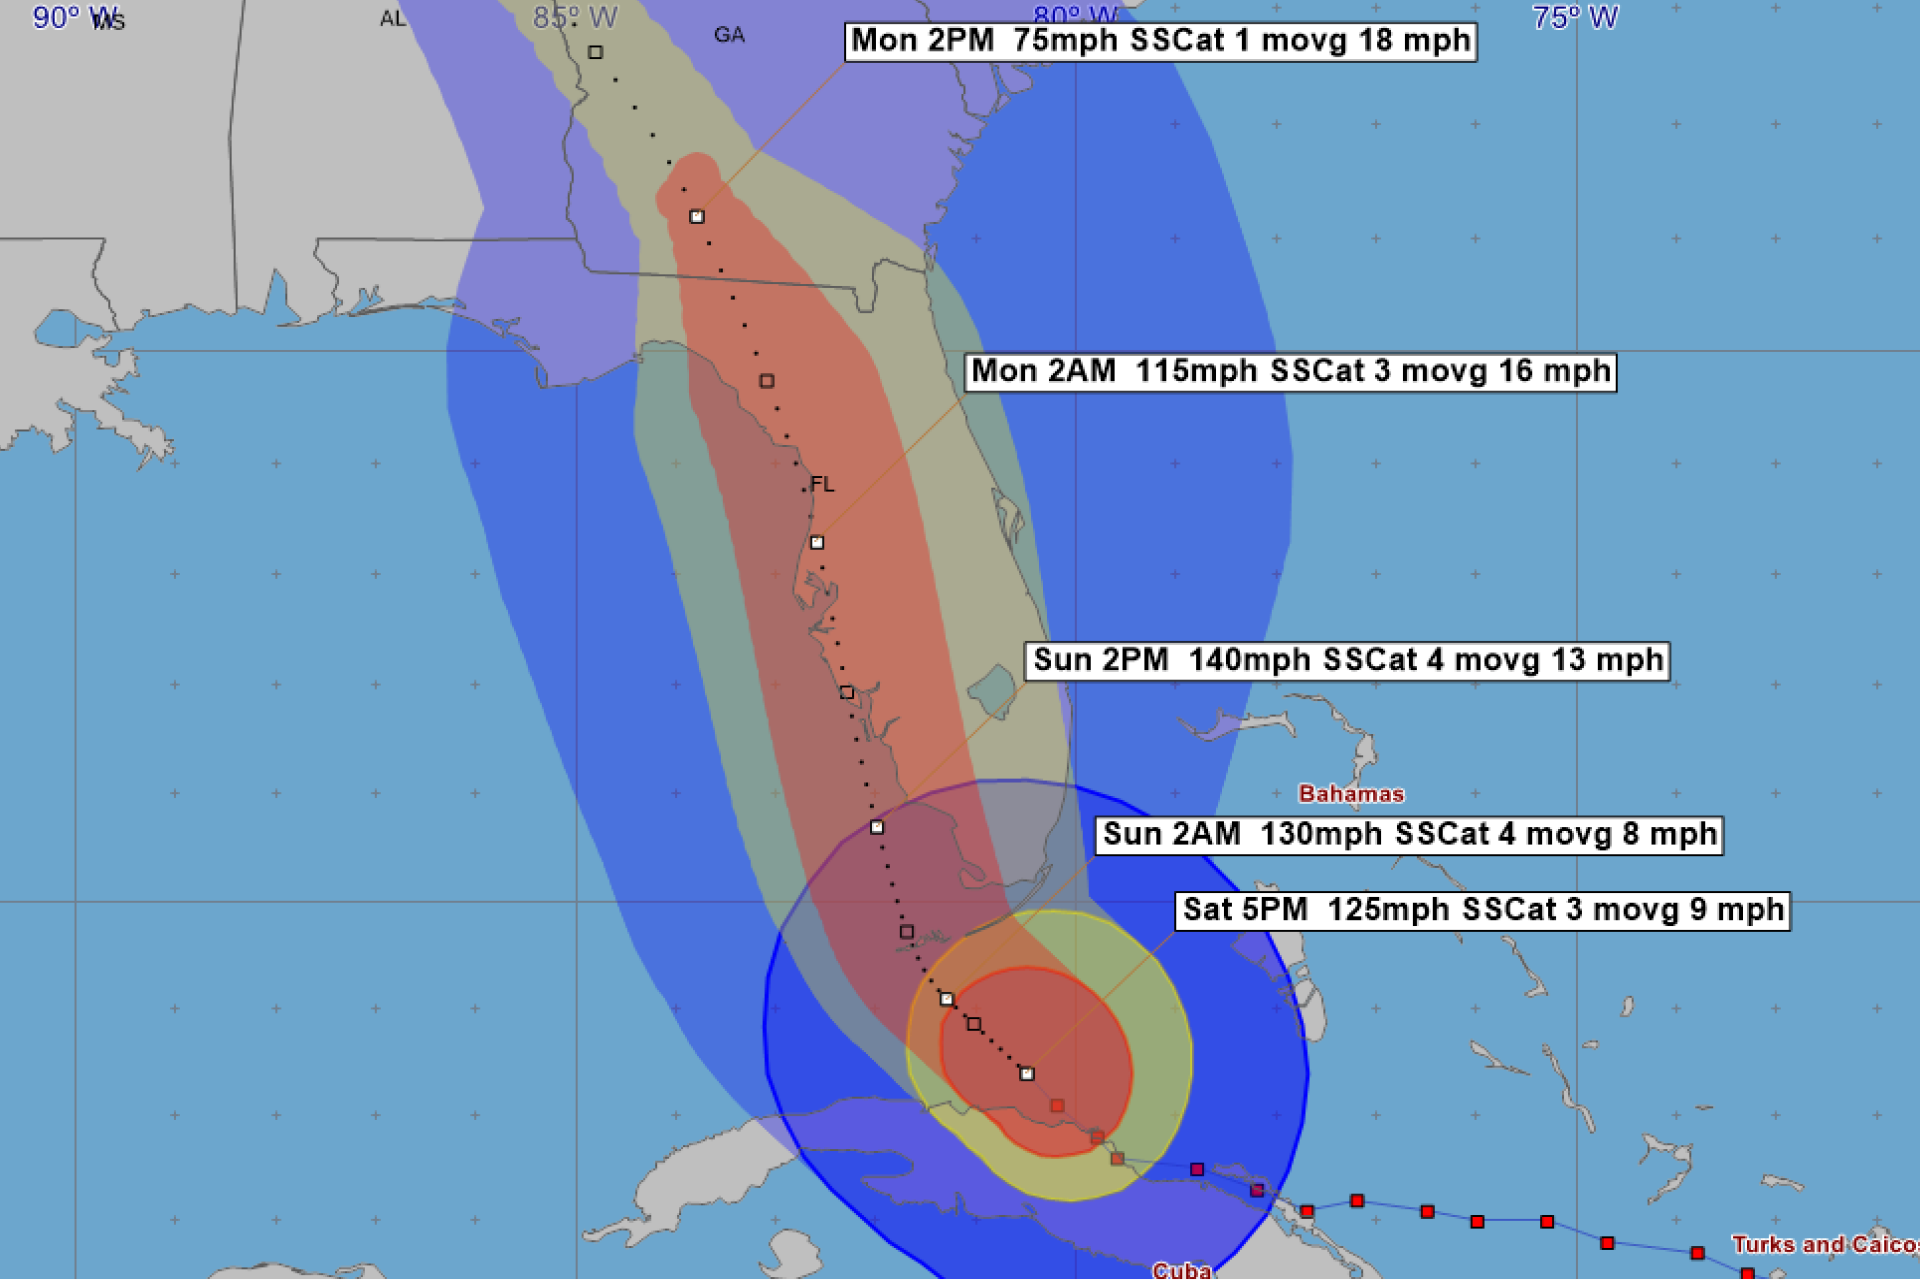 90° W
MS
AL
85° W
GA
80° W
75° W
Mon 2PM 75mph SSCat 1 movg 18 mph
Mon 2AM 115mph SSCat 3 movg 16 mph
FL
Sun 2PM 140mph SSCat 4 movg 13 mph
Bahamas
Sun 2AM 130mph SSCat 4 movg 8 mph
Sat 5PM 125mph SSCat 3 movg 9 mph
Turks and Caico
Cuba